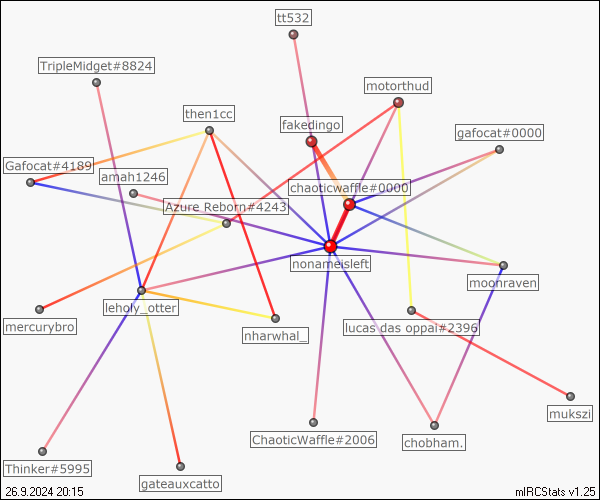 tt532
TripleMidget#8824
motorthud
then1cc
fakedingo
gafocat#0000
Gafocat#4189
amah1246
chaoticwaffle#0000
Azure Reborn#4243
nonameisleft
moonraven
leholy_otter
mercurybro
nharwhal_
lucas das oppai#2396
mukszi
ChaoticWaffle#2006
chobham.
Thinker#5995
gateauxcatto
26.9.2024 20:15
mIRCStats v1.25